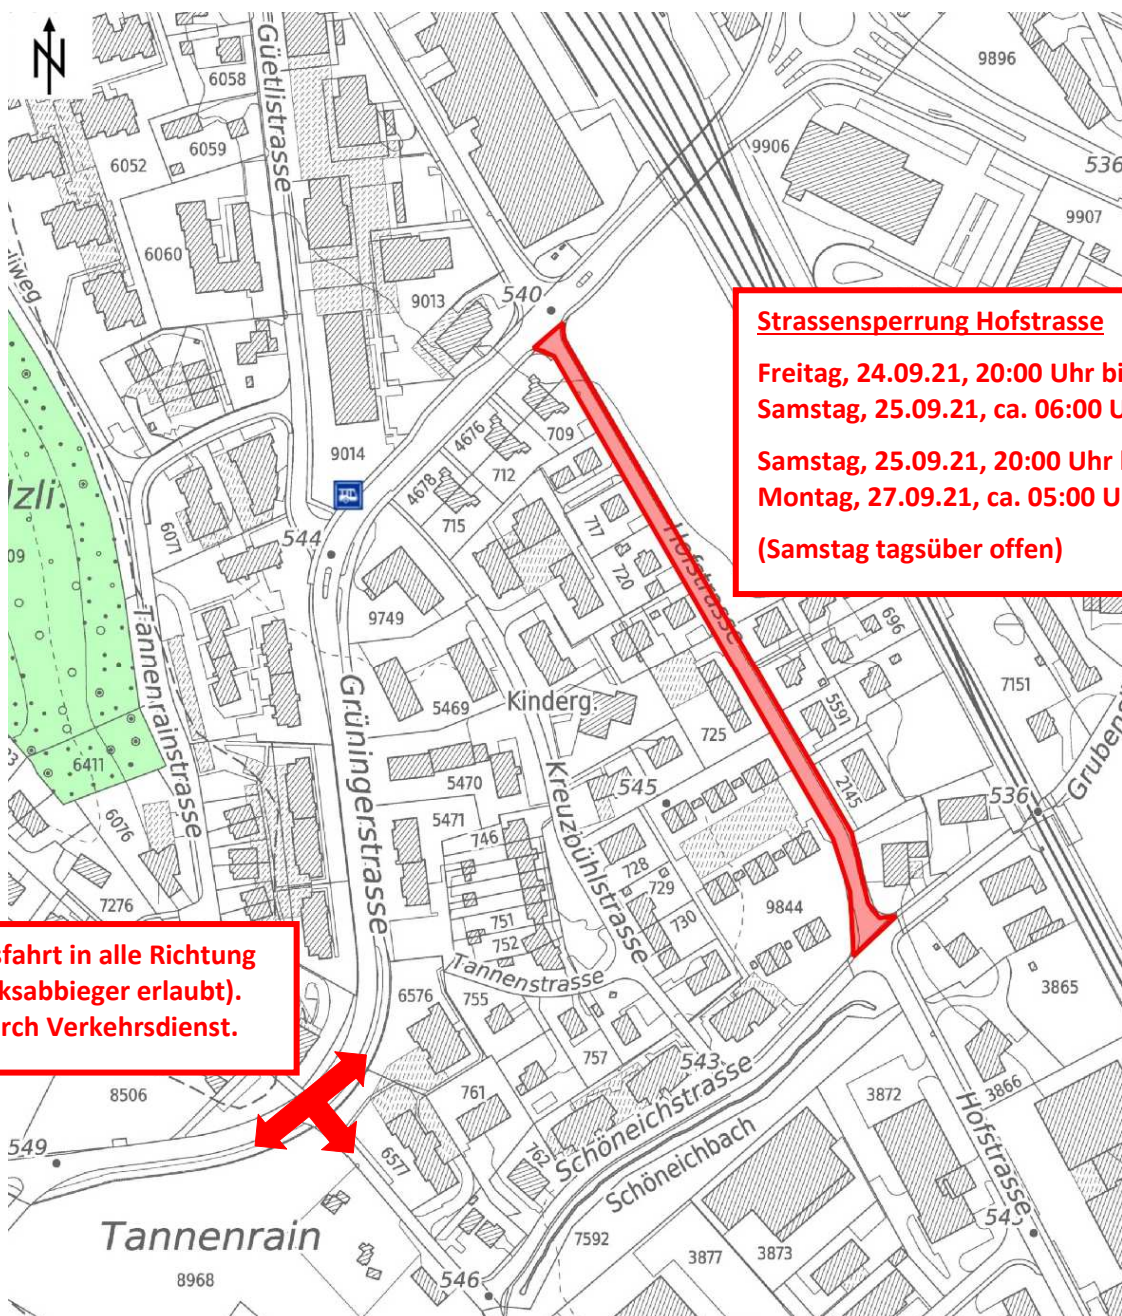 N
6058
Güetlistrasse
9896
6059
6052
9906
536
9907
6060
9013
540
Strassensperrung Hofstrasse
Freitag, 24.09.21, 20:00 Uhr bi
Samstag, 25.09.21, ca. 06:00 U
Samstag, 25.09.21, 20:00 Uhr
Montag, 27.09.21, ca. 05:00 U
(Samstag tagsüber offen)
4676
709
9014
712
4678
715
717
720
Hofstrasse
lzli
09
6071
544
9749
696
7151
Tannenrainstrasse
Grüningerstrasse
Kinderg.
5469
725
5591
6411
5470
545
2145
536
6076
5471
746
Kreuzbühlstrasse
728
729
730
7276
751
752
9844
Tannenstrasse
sfahrt in alle Richtung
ksabbieger erlaubt).
rch Verkehrsdienst.
6576
755
3865
757
543
8506
761
3872
3866
549
6577
762
Schöneichstrasse
Schöneichbach
Hofstrasse
Tannenrain
7592
3877
3873
8968
546